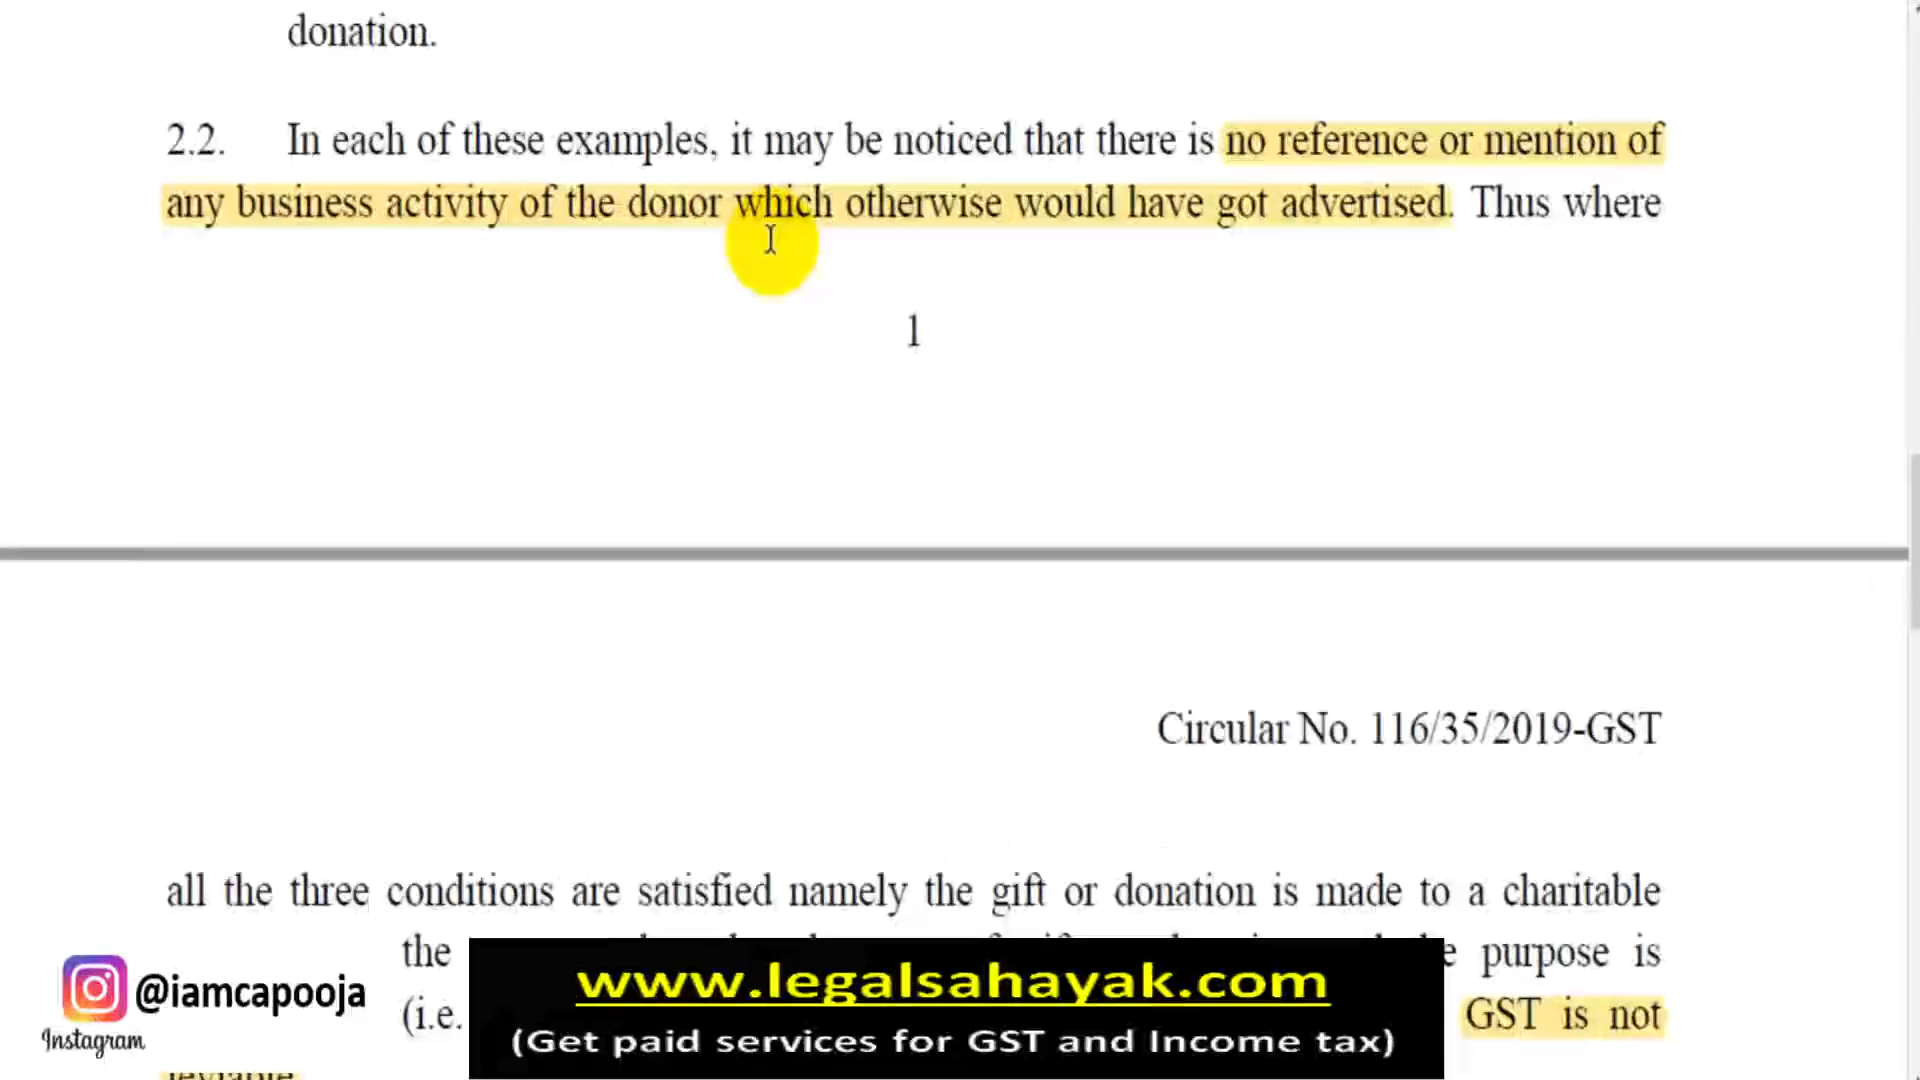 donation.
2.2. In each of these examples, it may be noticed that there is no reference or mention of
any business activity of the donor which otherwise would have got advertised. Thus where
1
Circular No. 116/35/2019-GST
all the three conditions are satisfied namely the gift or donation is made to a charitable
the purpose is
(i.e. GST is not
leviable
@iamcapooja
Instagram
www.legalsahayak.com
(Get paid services for GST and Income tax)